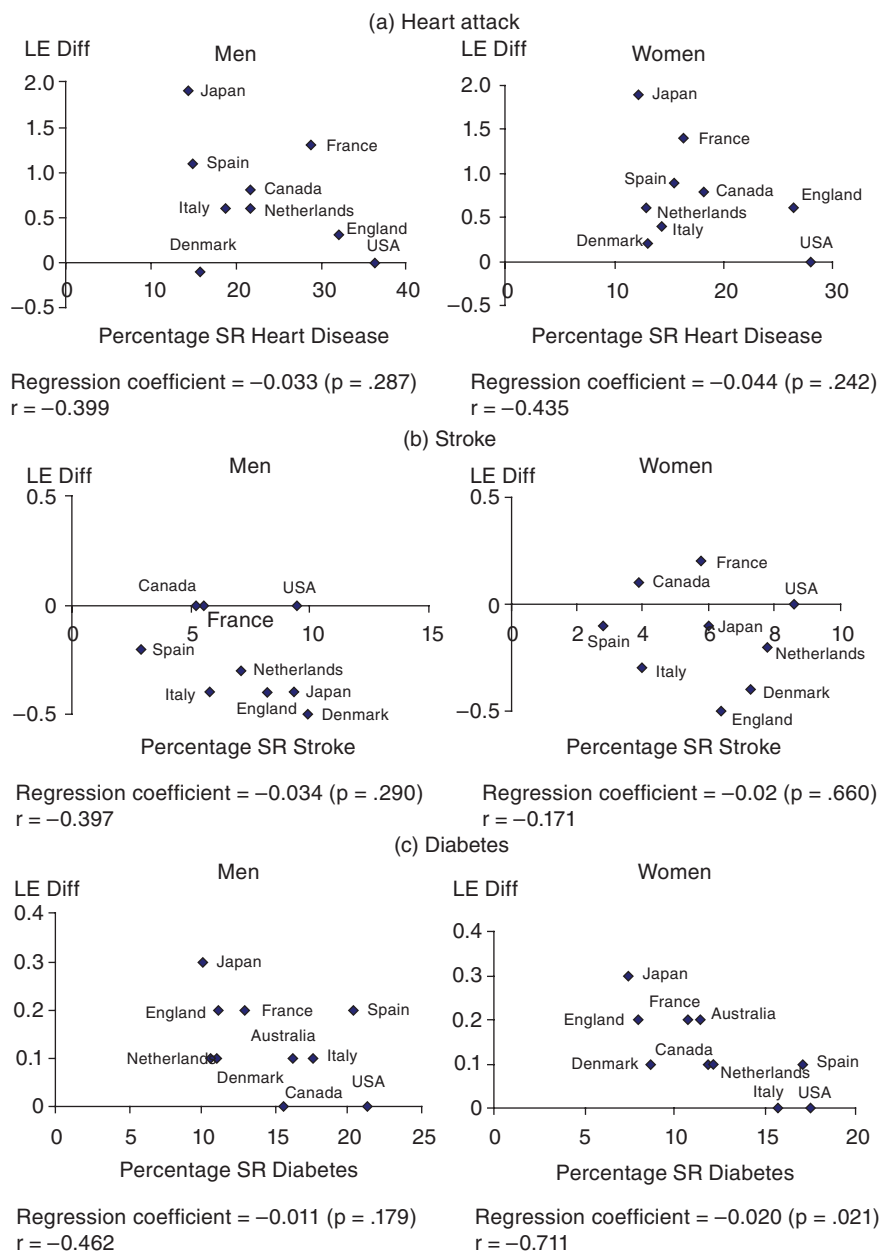 (a) Heart attack
LE Diff
Men
2.0
1.5
1.0
0.5
0
−0.5
Japan
France
Spain
Canada
Italy
Netherlands
England
Denmark
USA
0
10
20
30
40
Percentage SR Heart Disease
Regression coefficient = −0.033 (p = .287)
r = −0.399
LE Diff
Women
2.0
1.5
1.0
0.5
0
−0.5
Japan
France
Spain
Canada
England
Netherlands
Italy
Denmark
USA
0
10
20
30
Percentage SR Heart Disease
Regression coefficient = −0.044 (p = .242)
r = −0.435
(b) Stroke
Men
LE Diff
0.5
0
−0.5
Canada
USA
France
Spain
Netherlands
Italy
Japan
England
Denmark
0
5
10
15
Percentage SR Stroke
Regression coefficient = −0.034 (p = .290)
r = −0.397
Women
LE Diff
0.5
0
−0.5
France
Canada
USA
Spain
Japan
Netherlands
Italy
Denmark
England
0
2
4
6
8
10
Percentage SR Stroke
Regression coefficient = −0.02 (p = .660)
r = −0.171
(c) Diabetes
Men
LE Diff
0.4
0.3
0.2
0.1
0
Japan
England
France
Spain
Australia
Netherlands
Italy
Denmark
Canada
USA
0
5
10
15
20
25
Percentage SR Diabetes
Regression coefficient = −0.011 (p = .179)
r = −0.462
Women
LE Diff
0.4
0.3
0.2
0.1
0
Japan
France
England
Australia
Canada
Denmark
Netherlands
Spain
Italy
USA
0
5
10
15
20
Percentage SR Diabetes
Regression coefficient = −0.020 (p = .021)
r = −0.711